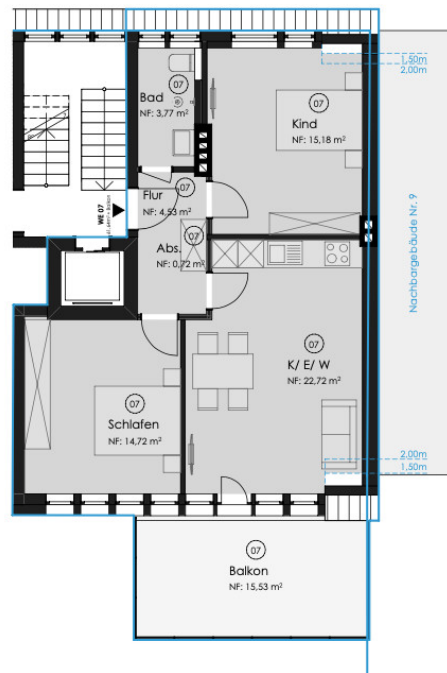 1,50m
2,00m
07
Bad
NF: 3,77 m²
07
Kind
NF: 15,18 m²
Nachbargebäude Nr. 9
WE 07
07
Flur
NF: 4,53 m²
07
Abs.
NF: 0,72 m²
07
K/ E/ W
NF: 22,72 m²
07
Schlafen
NF: 14,72 m²
2,00m
1,50m
07
Balkon
NF: 15,53 m²